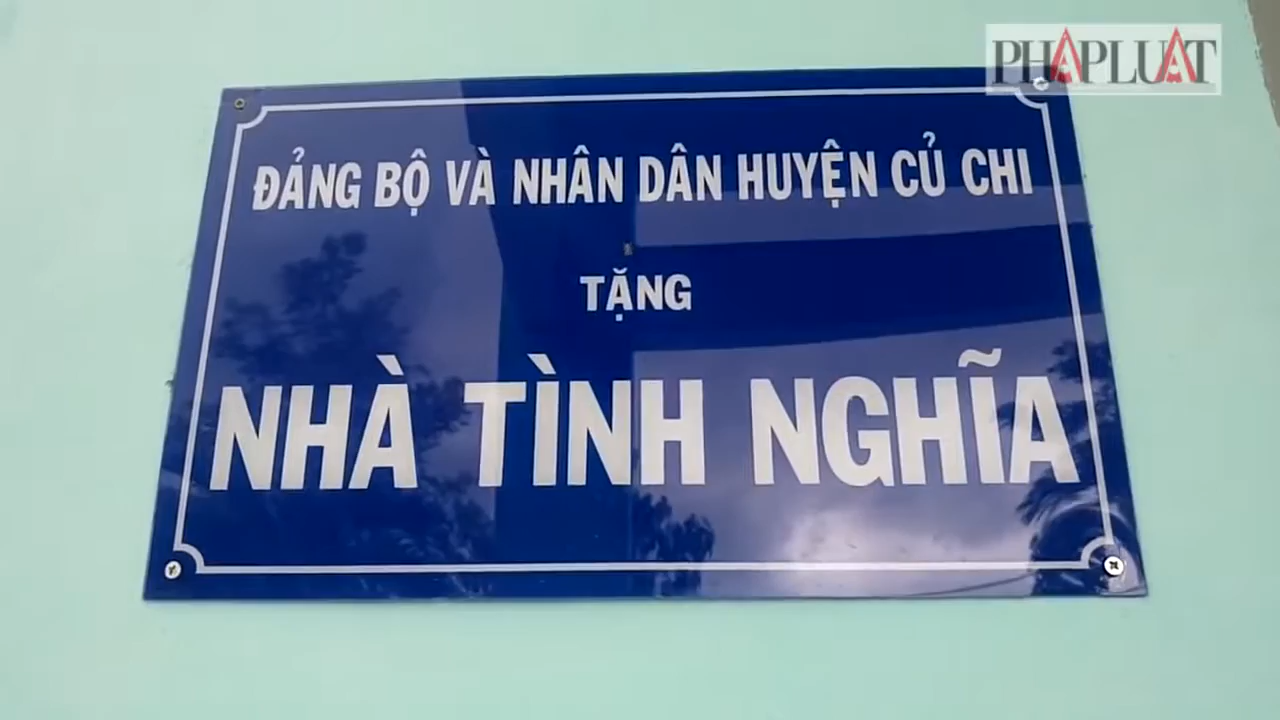 PHAPLUAT
ĐẢNG BỘ VÀ NHÂN DÂN HUYỆN CỦ CHI
TẶNG
NHÀ TÌNH NGHĨA